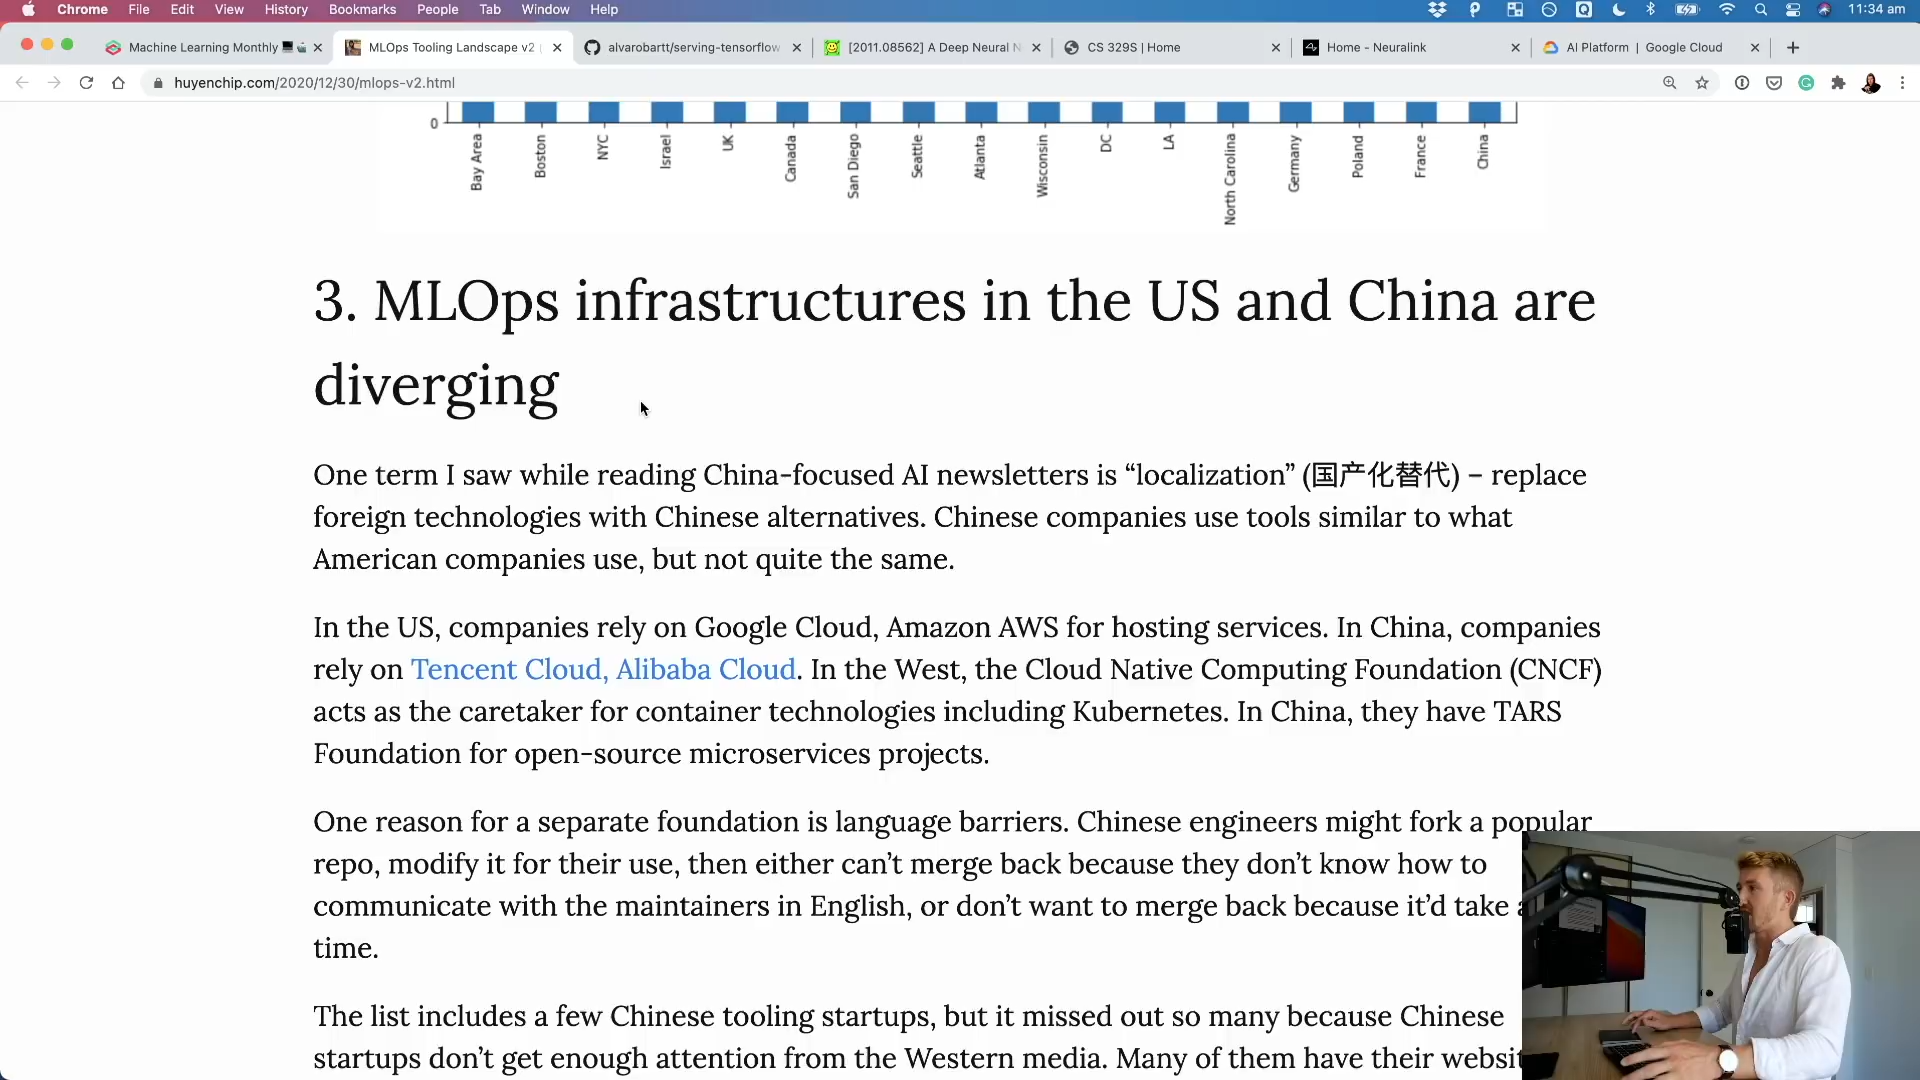 Chrome File Edit View History Bookmarks People Tab Window Help 11:34 am
Machine Learning Monthly MLOps Tooling Landscape v2 alvarobartt/serving-tensorflow [2011.08562] A Deep Neural N CS 329S | Home Home - Neuralink AI Platform | Google Cloud
huyenchip.com/2020/12/30/mlops-v2.html
0
Bay Area Boston NYC Israel UK Canada San Diego Seattle Atlanta Wisconsin DC LA North Carolina Germany Poland France China
3. MLOps infrastructures in the US and China are
diverging
One term I saw while reading China-focused AI newsletters is “localization” (国产化替代) – replace
foreign technologies with Chinese alternatives. Chinese companies use tools similar to what
American companies use, but not quite the same.
In the US, companies rely on Google Cloud, Amazon AWS for hosting services. In China, companies
rely on Tencent Cloud, Alibaba Cloud. In the West, the Cloud Native Computing Foundation (CNCF)
acts as the caretaker for container technologies including Kubernetes. In China, they have TARS
Foundation for open-source microservices projects.
One reason for a separate foundation is language barriers. Chinese engineers might fork a popular
repo, modify it for their use, then either can’t merge back because they don’t know how to
communicate with the maintainers in English, or don’t want to merge back because it’d take
time.
The list includes a few Chinese tooling startups, but it missed out so many because Chinese
startups don’t get enough attention from the Western media. Many of them have their